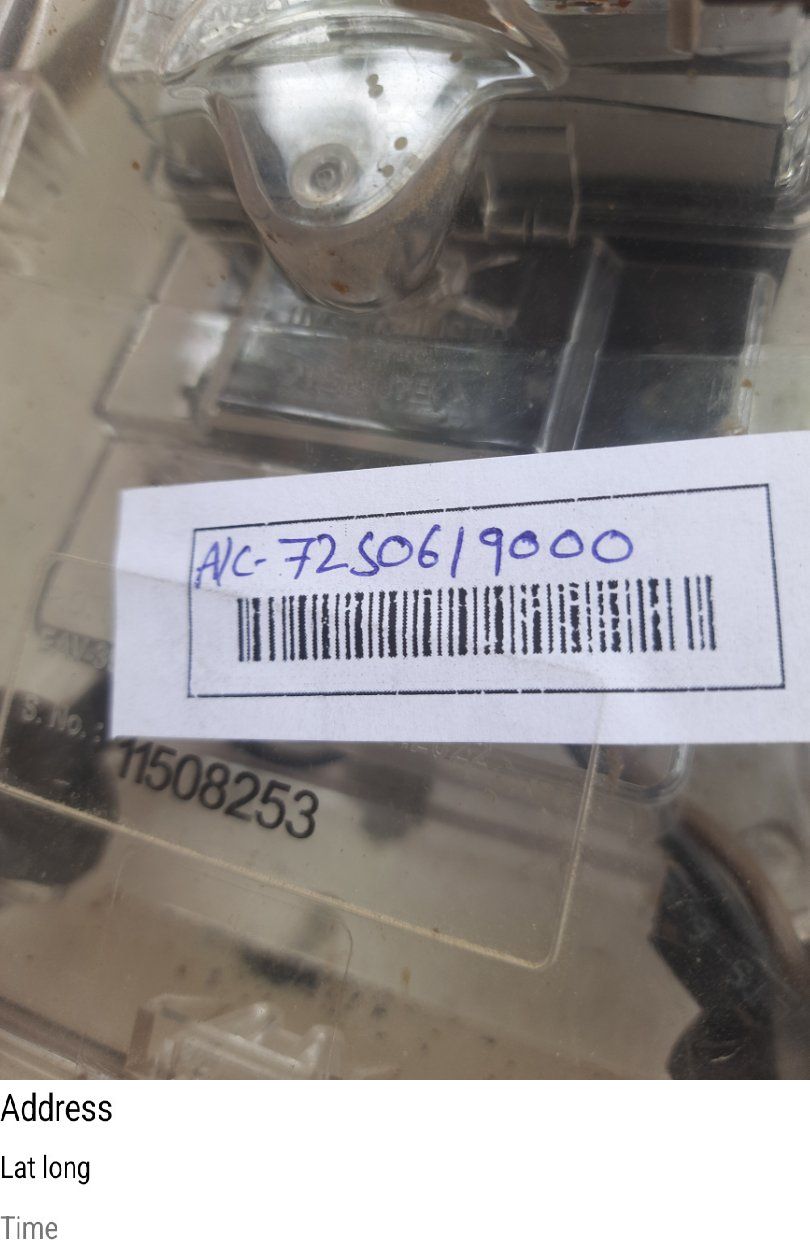 A/C- 7250619000
S. No. :
11508253
Address
Lat long
Time